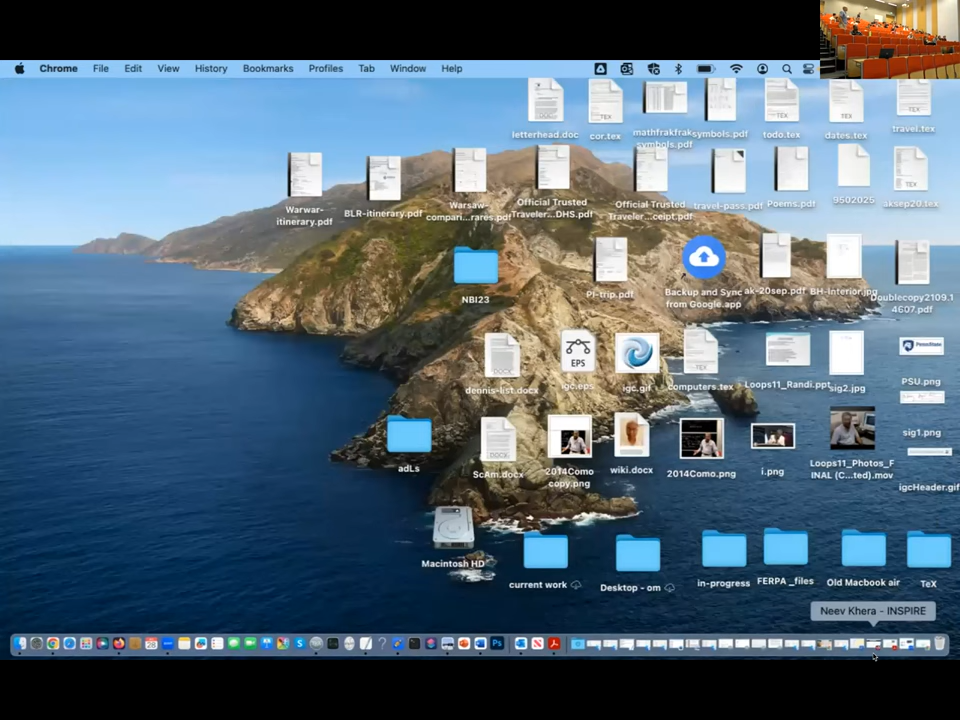 Chrome File Edit View History Bookmarks Profiles Tab Window Help
letterhead.doc
cor.tex
mathfrakfrak
symbols.pdf
symbols.pdf
todo.tex
dates.tex
travel.tex
Warwar-
itinerary.pdf
BLR-itinerary.pdf
Warsaw-
compari...rares.pdf
Official Trusted
Traveler...DHS.pdf
Official Trusted
Traveler...ceipt.pdf
travel-pass.pdf
Poems.pdf
9502025
aksep20.tex
NBI23
PI-trip.pdf
Backup and Sync
from Google.app
ak-20sep.pdf
BH-Interior.jpg
Doublecopy2109.1
4607.pdf
dennis-list.docx
EPS
igc.eps
igc.gif
computers.tex
Loops11_Randi.ppt
sig2.jpg
PennState
PSU.png
sig1.png
adLs
ScAm.docx
2014Como
copy.png
wiki.docx
2014Como.png
i.png
Loops11_Photos_F
INAL (C...ted).mov
igcHeader.gif
Macintosh HD
current work
Desktop - om
in-progress
FERPA _files
Old Macbook air
TeX
Neev Khera - INSPIRE